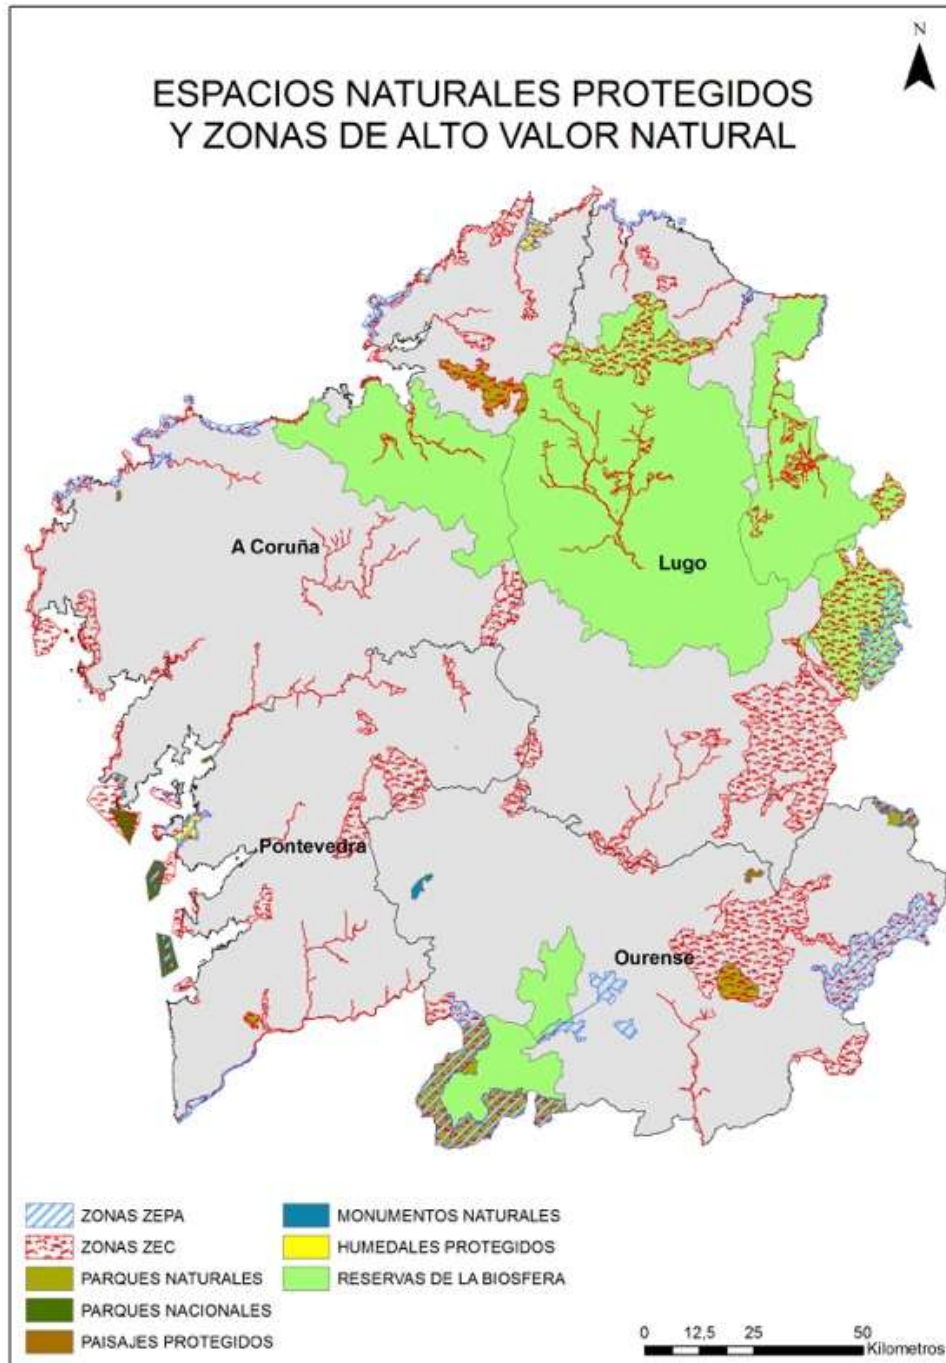 N
ESPACIOS NATURALES PROTEGIDOS
Y ZONAS DE ALTO VALOR NATURAL
A Coruña
Lugo
Pontevedra
Ourense
ZONAS ZEPA
ZONAS ZEC
PARQUES NATURALES
PARQUES NACIONALES
PAISAJES PROTEGIDOS
MONUMENTOS NATURALES
HUMEDALES PROTEGIDOS
RESERVAS DE LA BIOSFERA
0 12,5 25 50
Kilometros